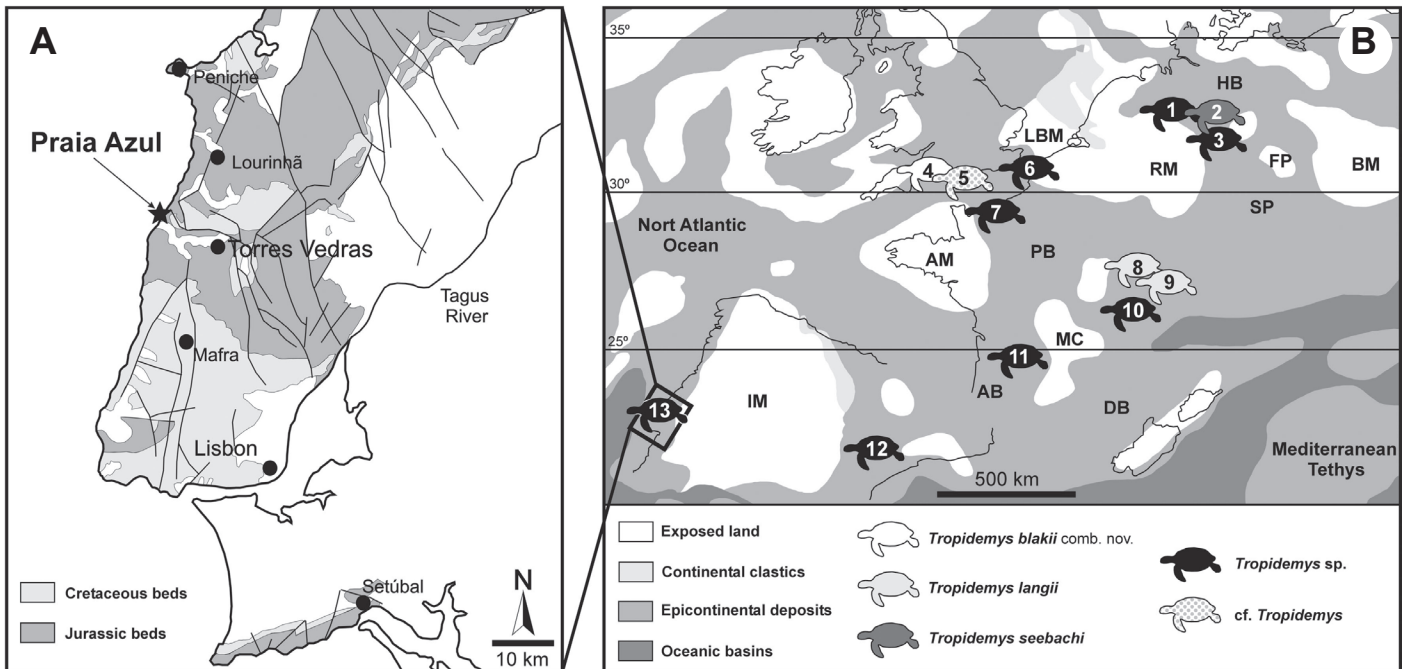 A
Peniche
Praia Azul
Lourinhã
Torres Vedras
Tagus
River
Mafra
Lisbon
Setúbal
Cretaceous beds
Jurassic beds
N
10 km
B
35º
HB
1
2
3
LBM
FP
BM
RM
4
5
6
30º
SP
7
Nort Atlantic
Ocean
AM
PB
8
9
10
25º
MC
11
AB
IM
DB
13
12
Mediterranean
Tethys
500 km
Exposed land
Continental clastics
Epicontinental deposits
Oceanic basins
Tropidemys blakii comb. nov.
Tropidemys langii
Tropidemys seebachi
Tropidemys sp.
cf. Tropidemys